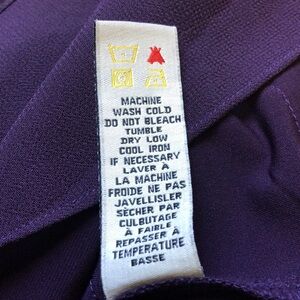 MACHINE
WASH COLD
DO NOT BLEACH
TUMBLE
DRY LOW
COOL IRON
IF NECESSARY
LAVER À
LA MACHINE
FROIDE NE PAS
JAVELLISLER
SÈCHER PAR
CULBUTAGE
À FAIBLE
REPASSER À
TEMPERATURE
BASSE